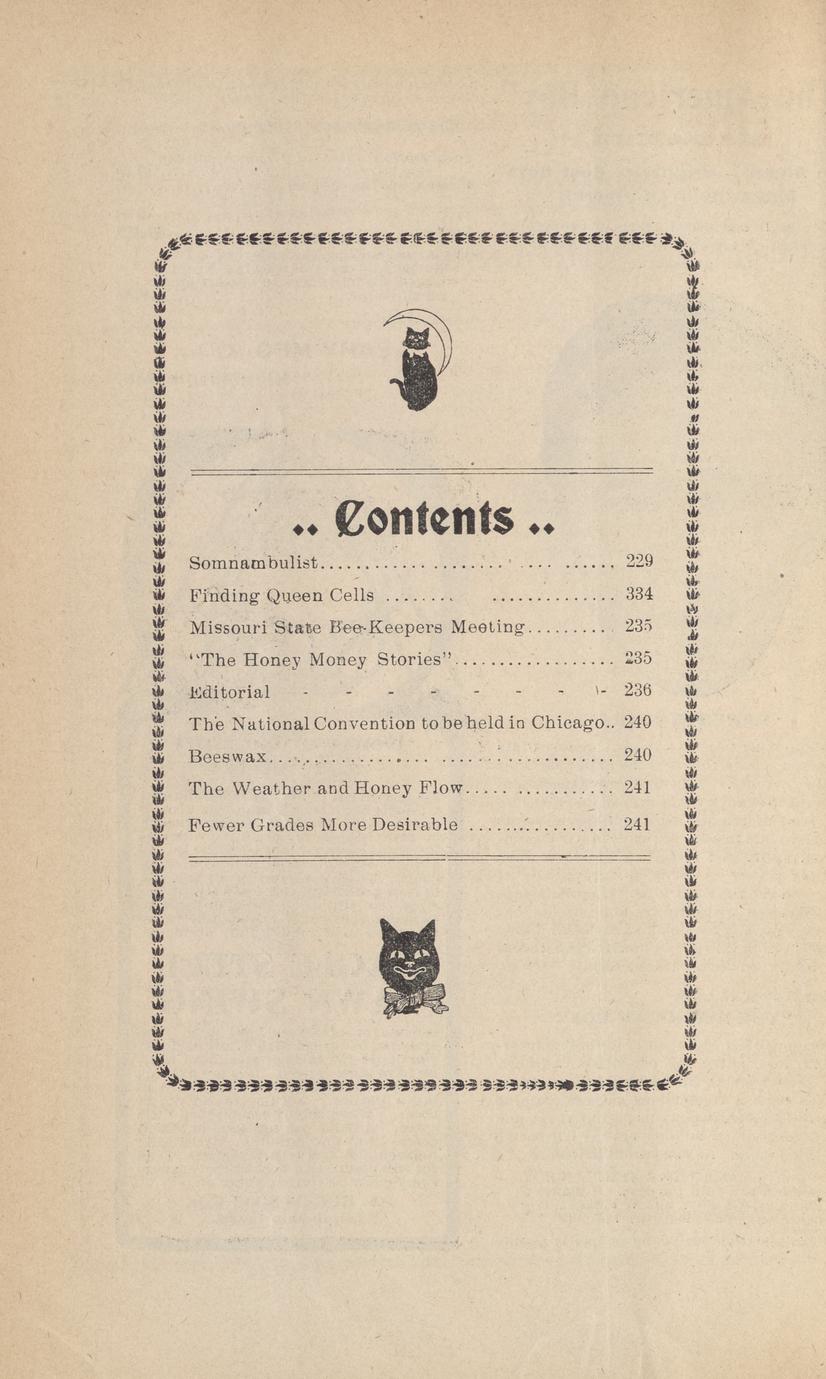 .. Contents ..
Somnambulist........................... 229
Finding Queen Cells ........ .............. 334
Missouri State Bee-Keepers Meeting.......... 235
"The Honey Money Stories"................. 235
Editorial - - - - - - - - 236
The National Convention to be held in Chicago.. 240
Beeswax............................... 240
The Weather and Honey Flow..... ........... 241
Fewer Grades More Desirable ................ 241